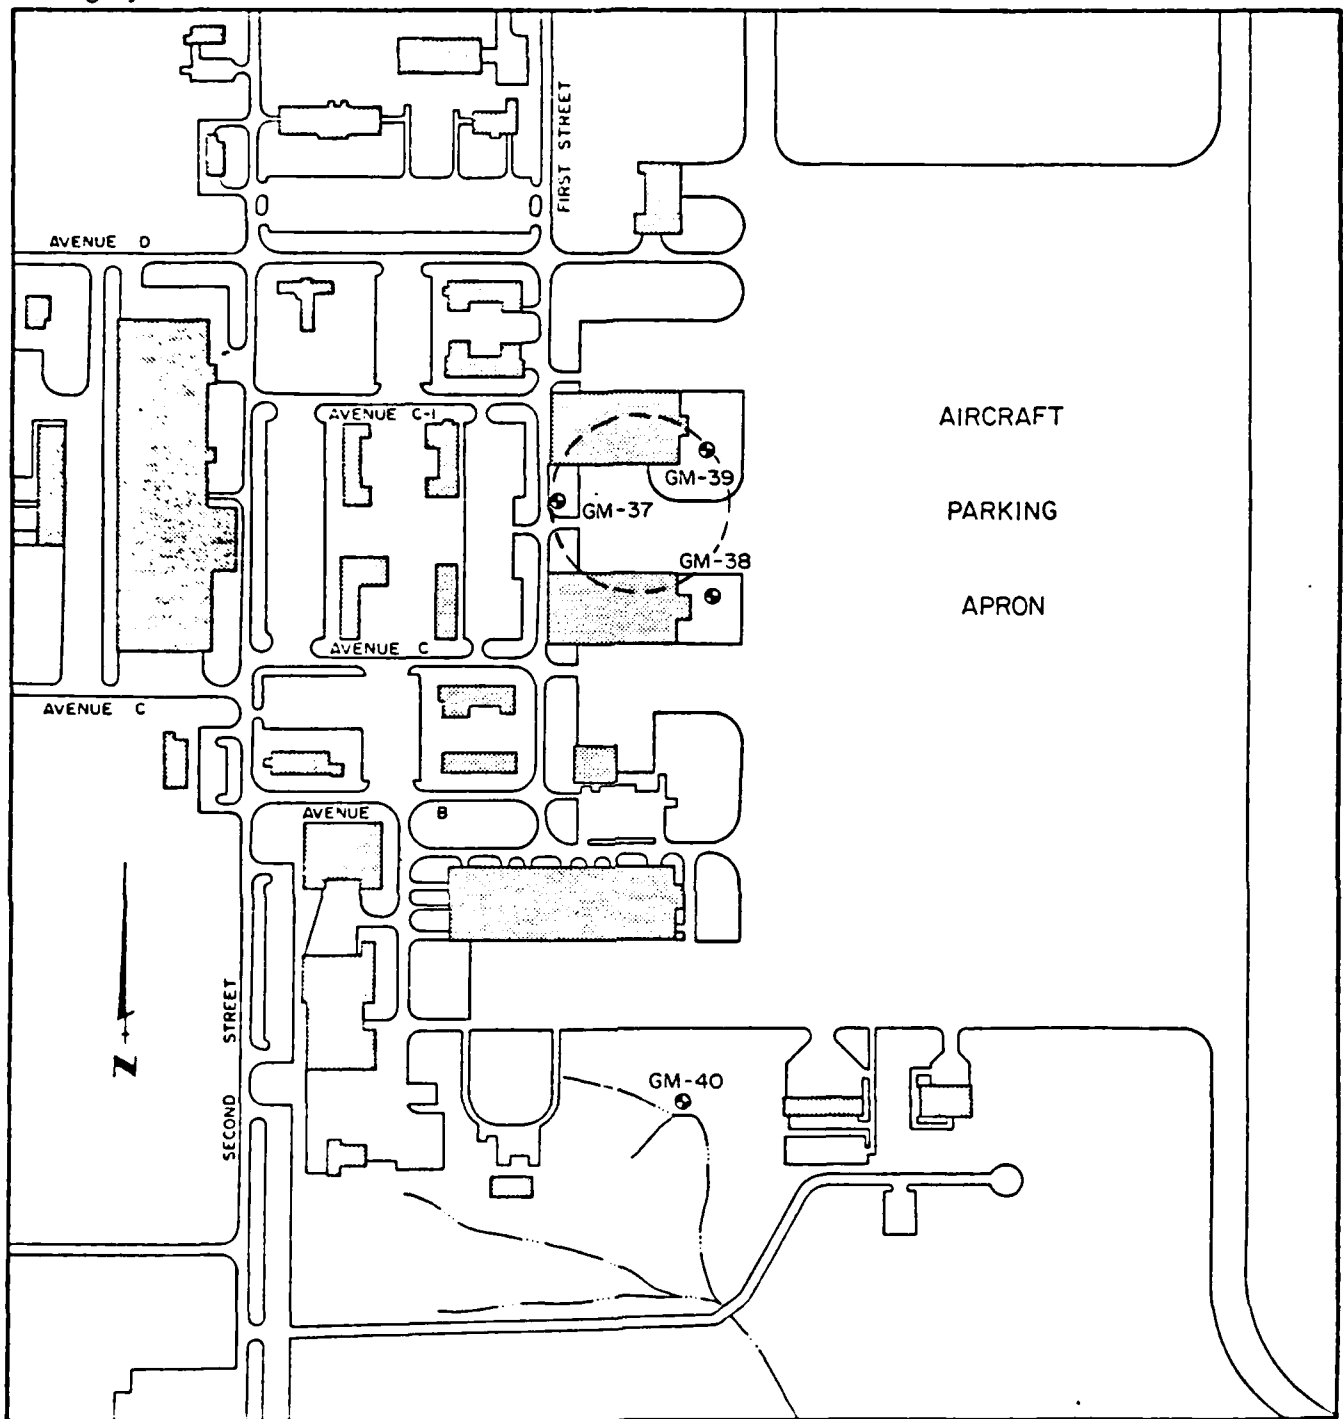 FIRST STREET
AVENUE D
AVENUE C-1
AIRCRAFT
GM-39
GM-37
PARKING
GM-38
APRON
AVENUE C
AVENUE C
AVENUE B
SECOND STREET
N
GM-40